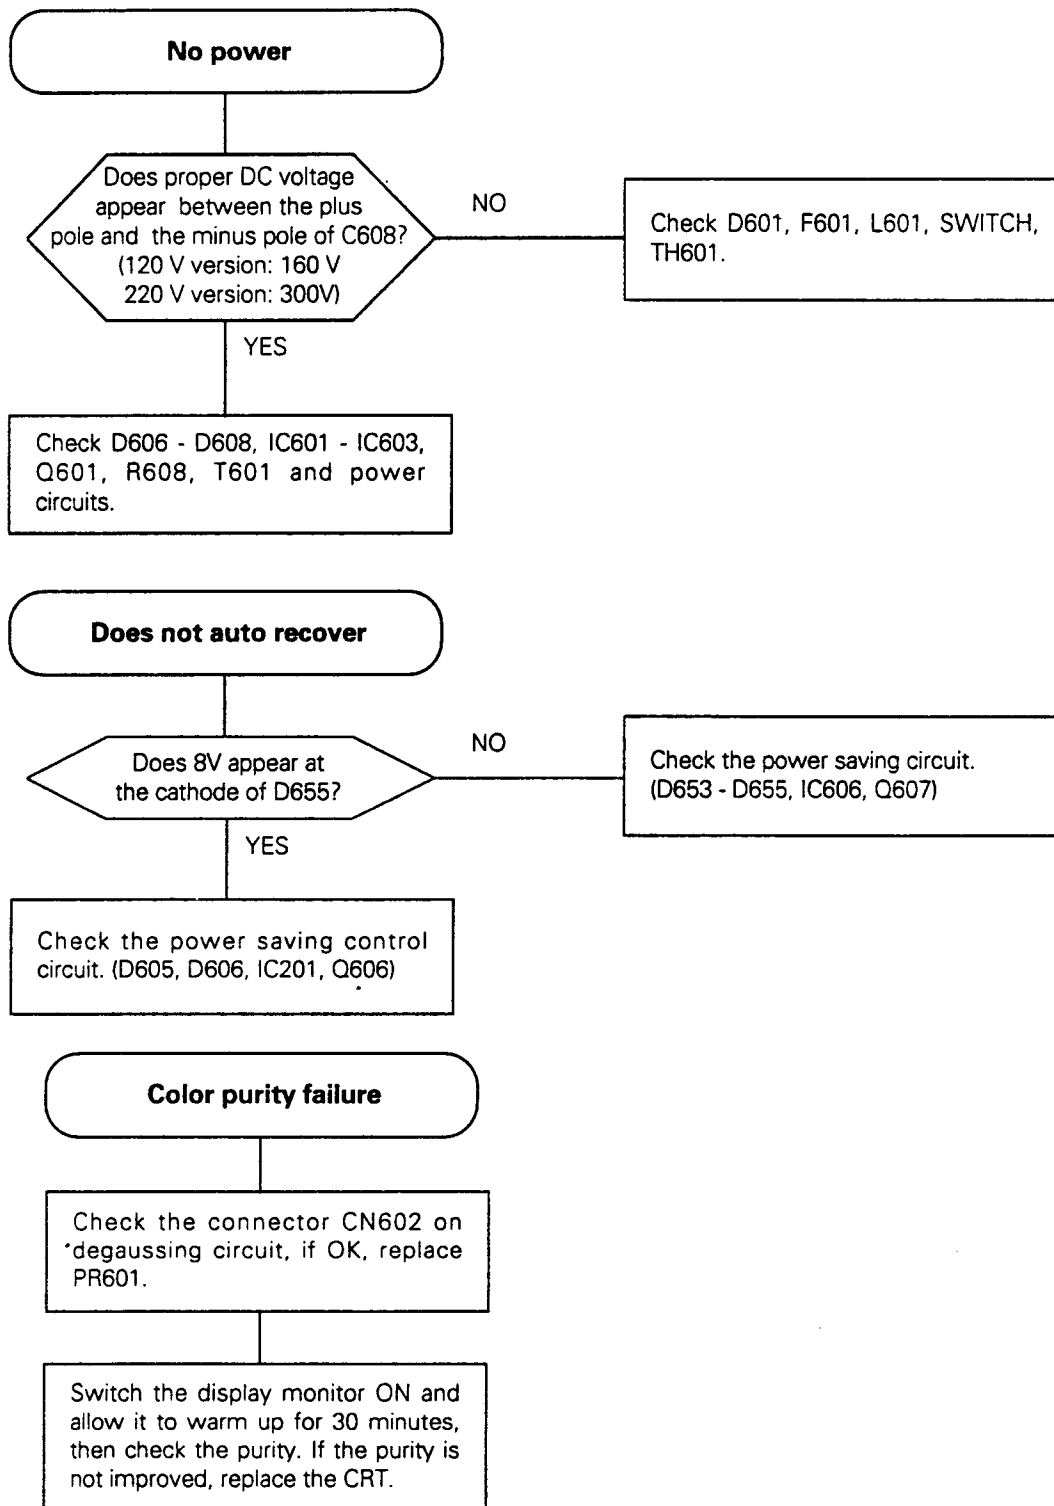 No power
Does proper DC voltage
appear between the plus
pole and the minus pole of C608?
(120 V version: 160 V
220 V version: 300V)
NO
Check D601, F601, L601, SWITCH,
TH601.
YES
Check D606 - D608, IC601 - IC603,
Q601, R608, T601 and power
circuits.
Does not auto recover
Does 8V appear at
the cathode of D655?
NO
Check the power saving circuit.
(D653 - D655, IC606, Q607)
YES
Check the power saving control
circuit. (D605, D606, IC201, Q606)
Color purity failure
Check the connector CN602 on
degaussing circuit, if OK, replace
PR601.
Switch the display monitor ON and
allow it to warm up for 30 minutes,
then check the purity. If the purity is
not improved, replace the CRT.